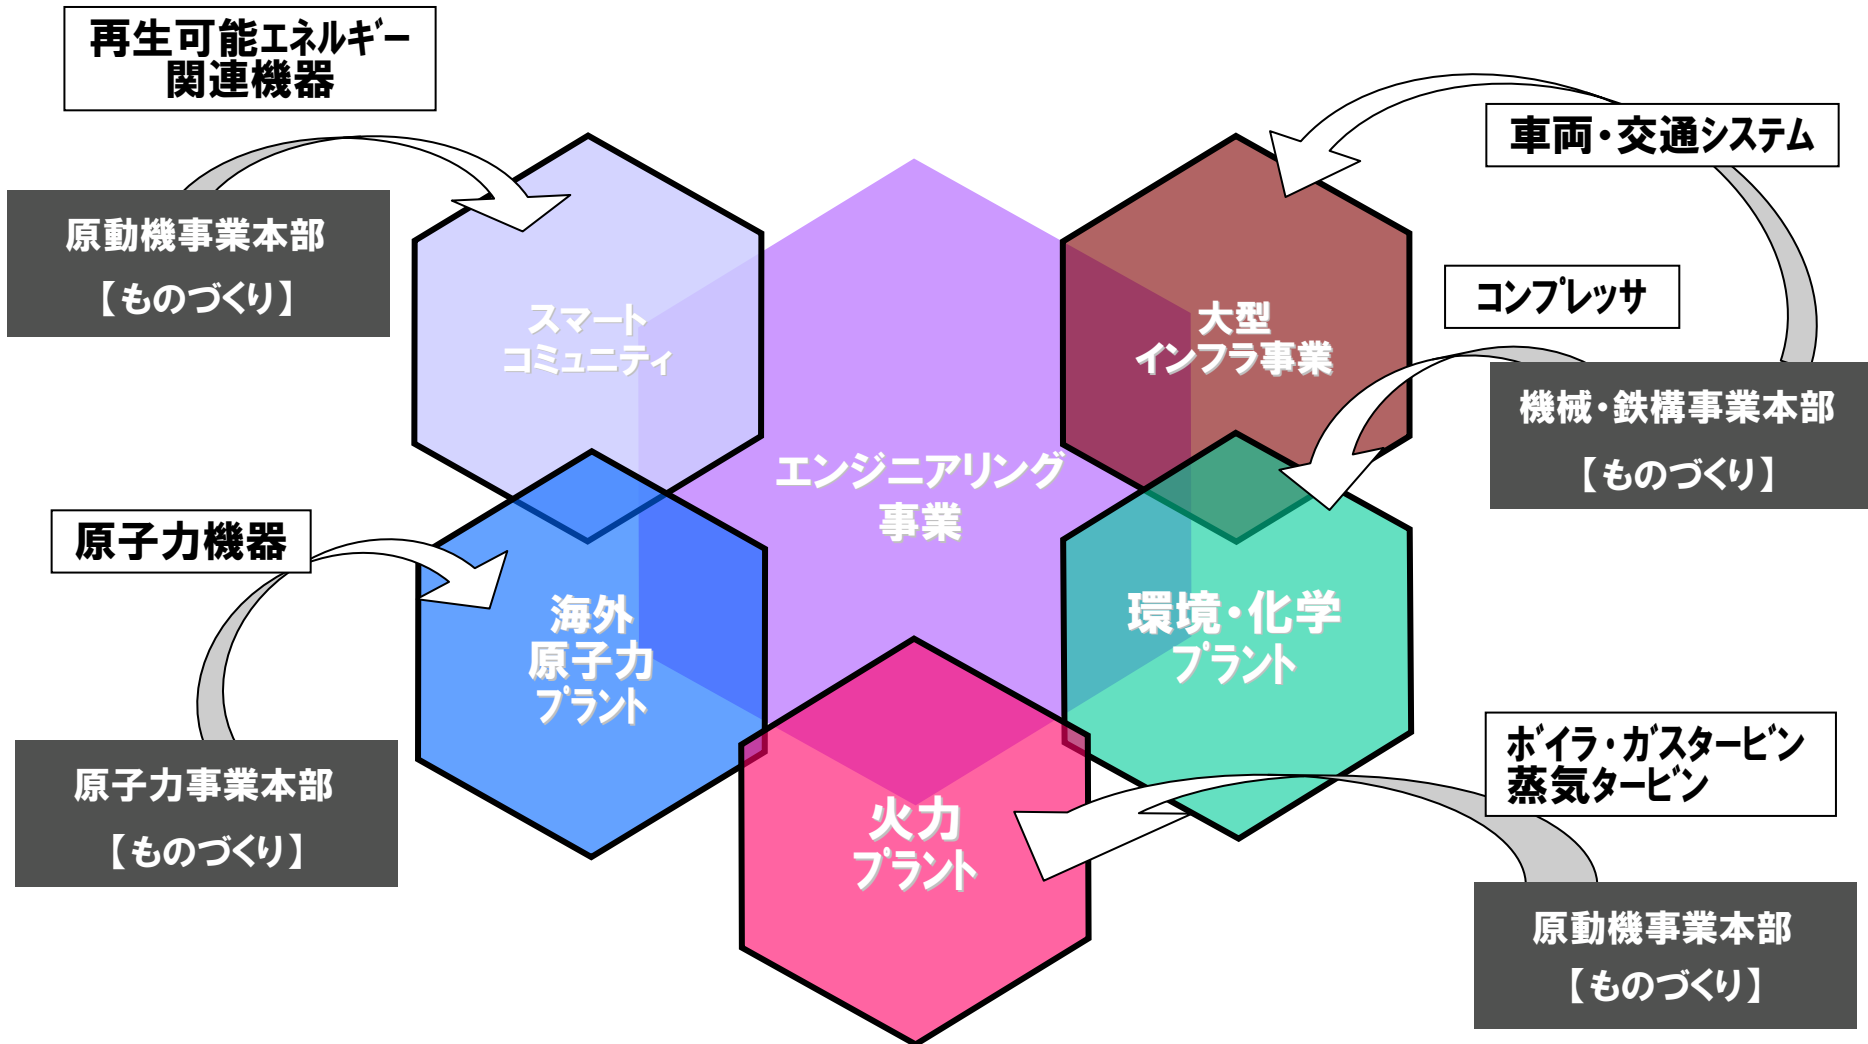 再生可能エネルギー
関連機器
原動機事業本部
【ものづくり】
車両・交通システム
コンプレッサ
機械・鉄構事業本部
【ものづくり】
スマート
コミュニティ
大型
インフラ事業
エンジニアリング
事業
原子力機器
海外
原子力
プラント
環境・化学
プラント
原子力事業本部
【ものづくり】
火力
プラント
ボイラ・ガスタービン
蒸気タービン
原動機事業本部
【ものづくり】